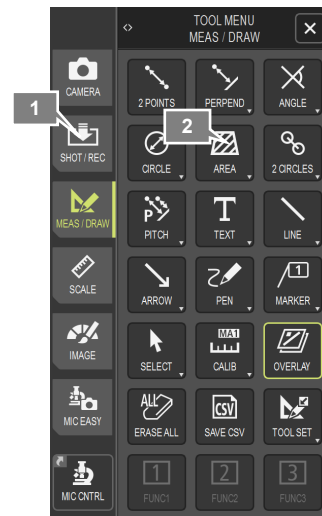 TOOL MENU
MEAS / DRAW
CAMERA
1
SHOT / REC
MEAS / DRAW
SCALE
IMAGE
MIC EASY
MIC CNTRL
2 POINTS
PERPEND
ANGLE
2
CIRCLE
AREA
2 CIRCLES
P
PITCH
T
TEXT
LINE
ARROW
PEN
1
MARKER
SELECT
MA1
CALIB
OVERLAY
ALL
ERASE ALL
CSV
SAVE CSV
TOOL SET
1
FUNC1
2
FUNC2
3
FUNC3